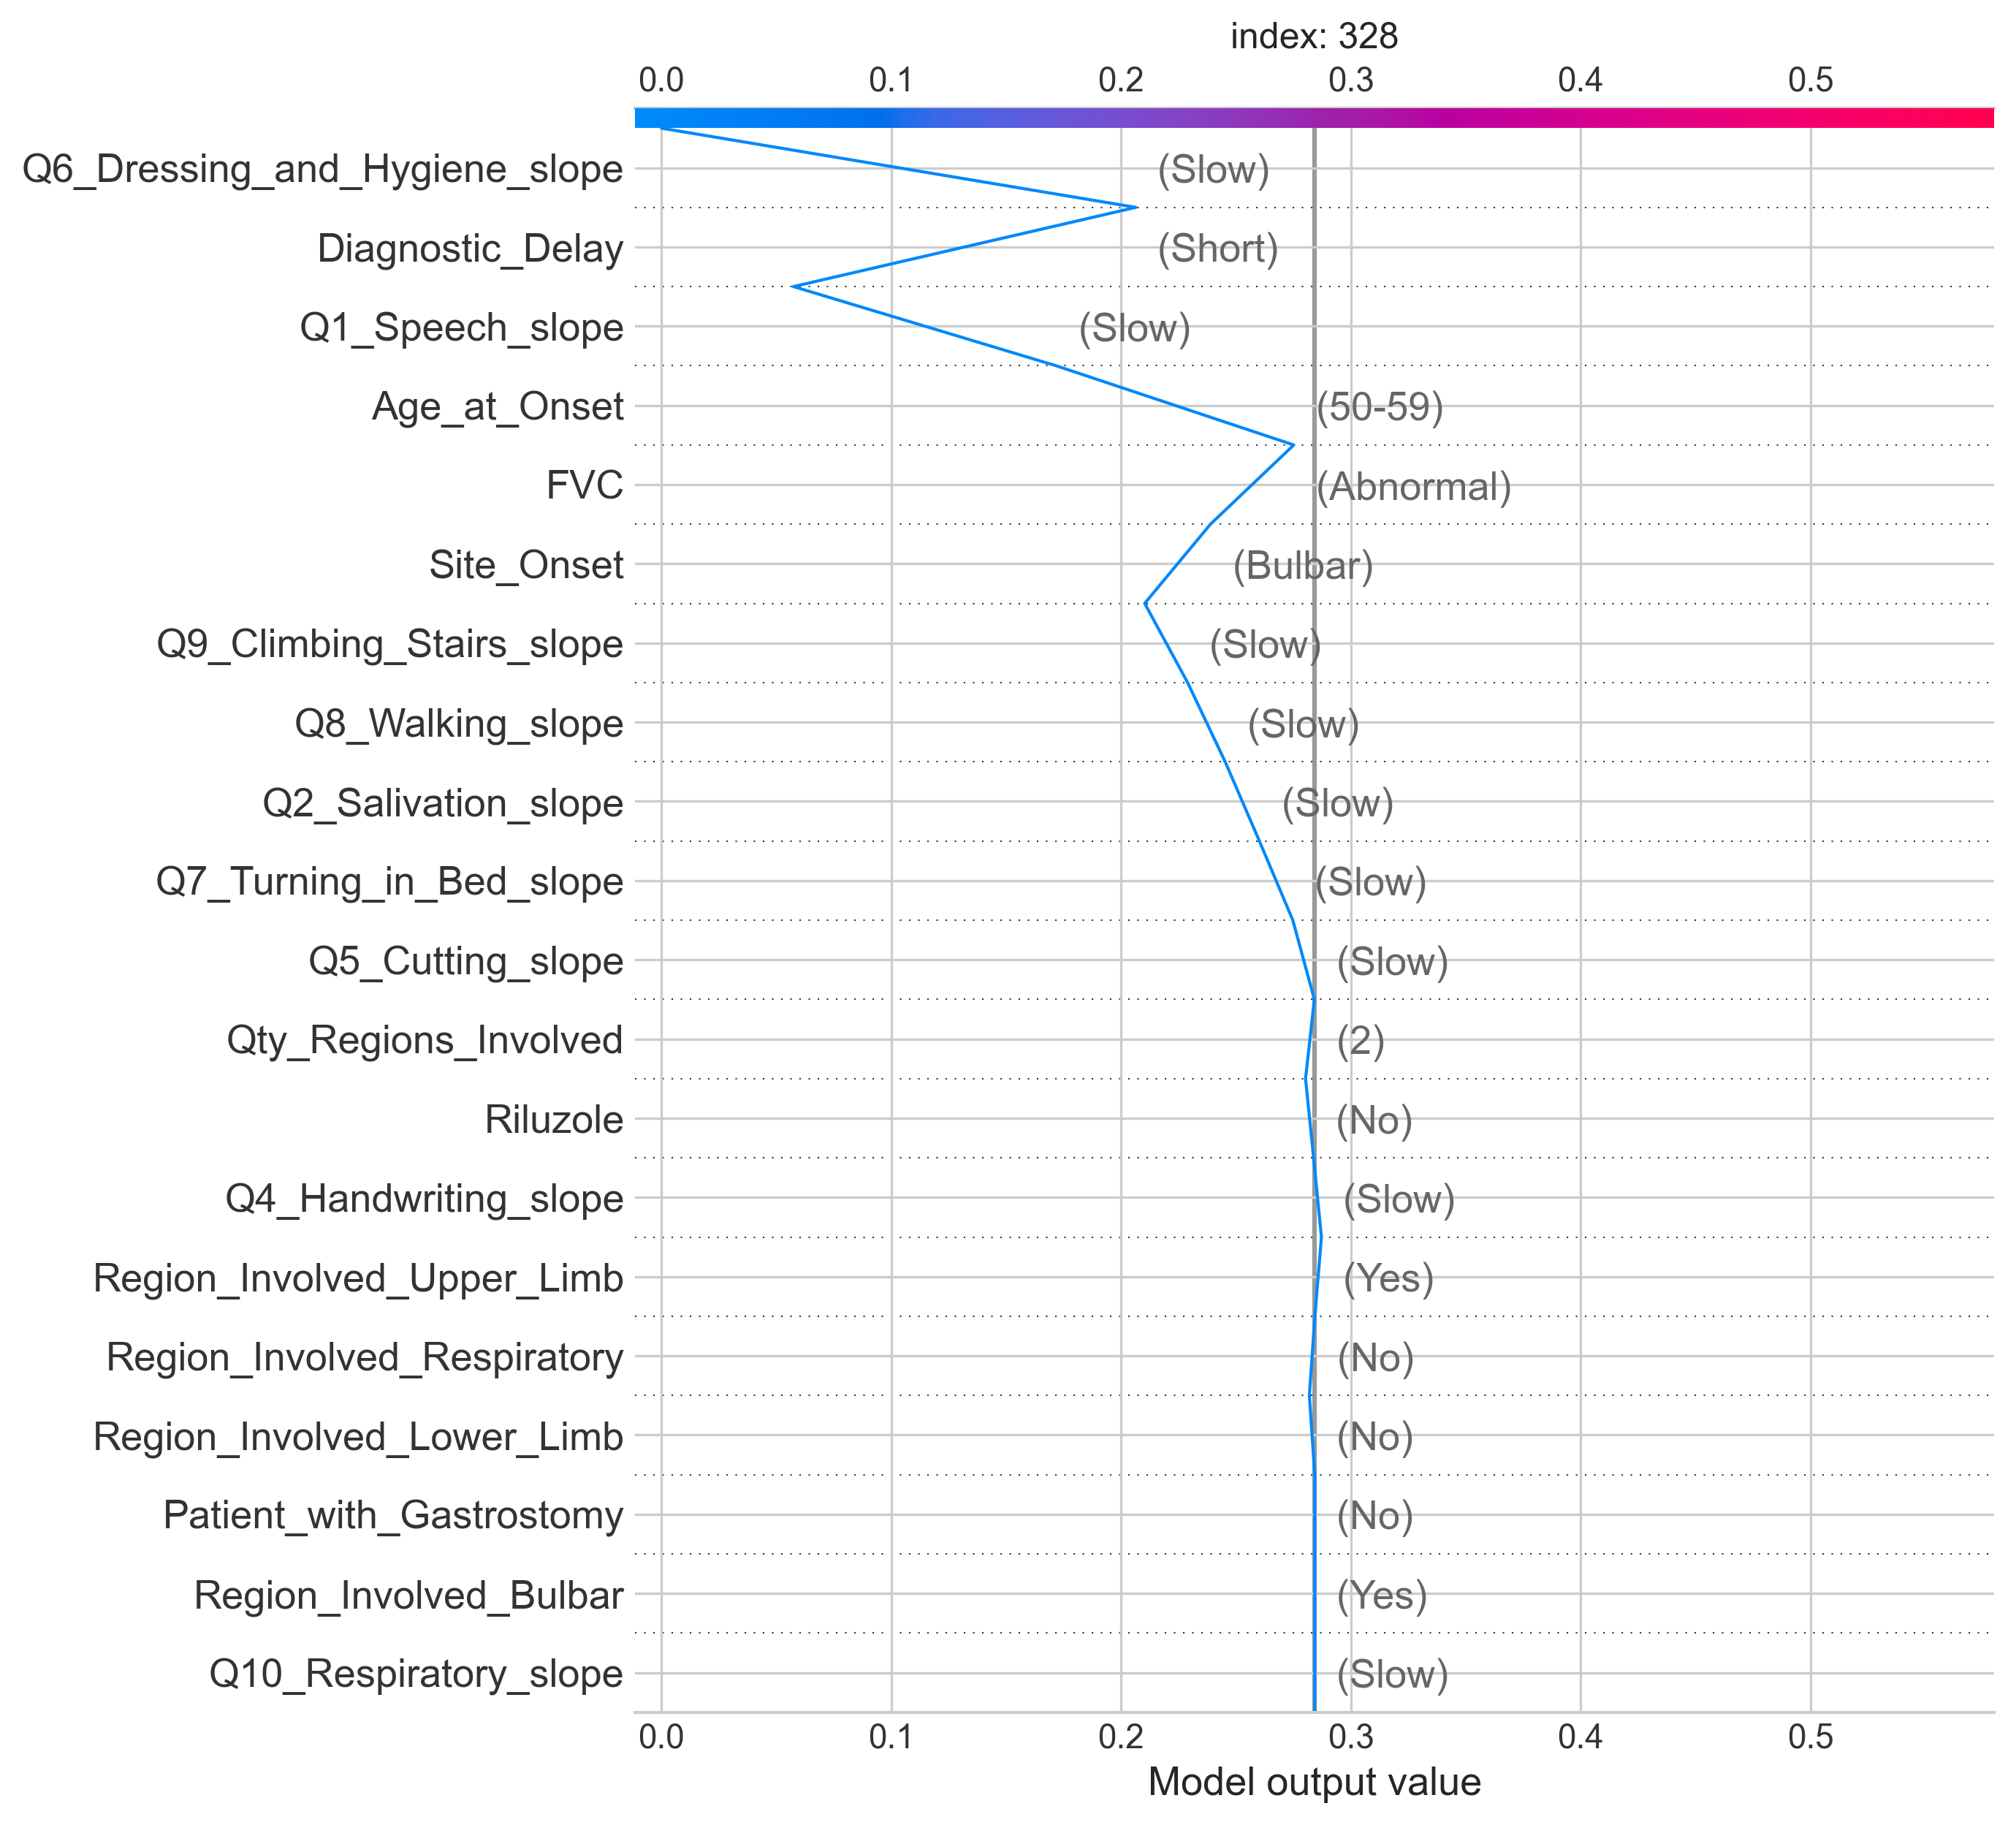 index: 328
0.0 0.1 0.2 0.3 0.4 0.5
Q6_Dressing_and_Hygiene_slope (Slow)
Diagnostic_Delay (Short)
Q1_Speech_slope (Slow)
Age_at_Onset (50-59)
FVC (Abnormal)
Site_Onset (Bulbar)
Q9_Climbing_Stairs_slope (Slow)
Q8_Walking_slope (Slow)
Q2_Salivation_slope (Slow)
Q7_Turning_in_Bed_slope (Slow)
Q5_Cutting_slope (Slow)
Qty_Regions_Involved (2)
Riluzole (No)
Q4_Handwriting_slope (Slow)
Region_Involved_Upper_Limb (Yes)
Region_Involved_Respiratory (No)
Region_Involved_Lower_Limb (No)
Patient_with_Gastrostomy (No)
Region_Involved_Bulbar (Yes)
Q10_Respiratory_slope (Slow)
0.0 0.1 0.2 0.3 0.4 0.5
Model output value